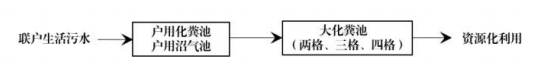 联户生活污水
户用化粪池
户用沼气池
大化粪池
（两格、三格、四格）
资源化利用